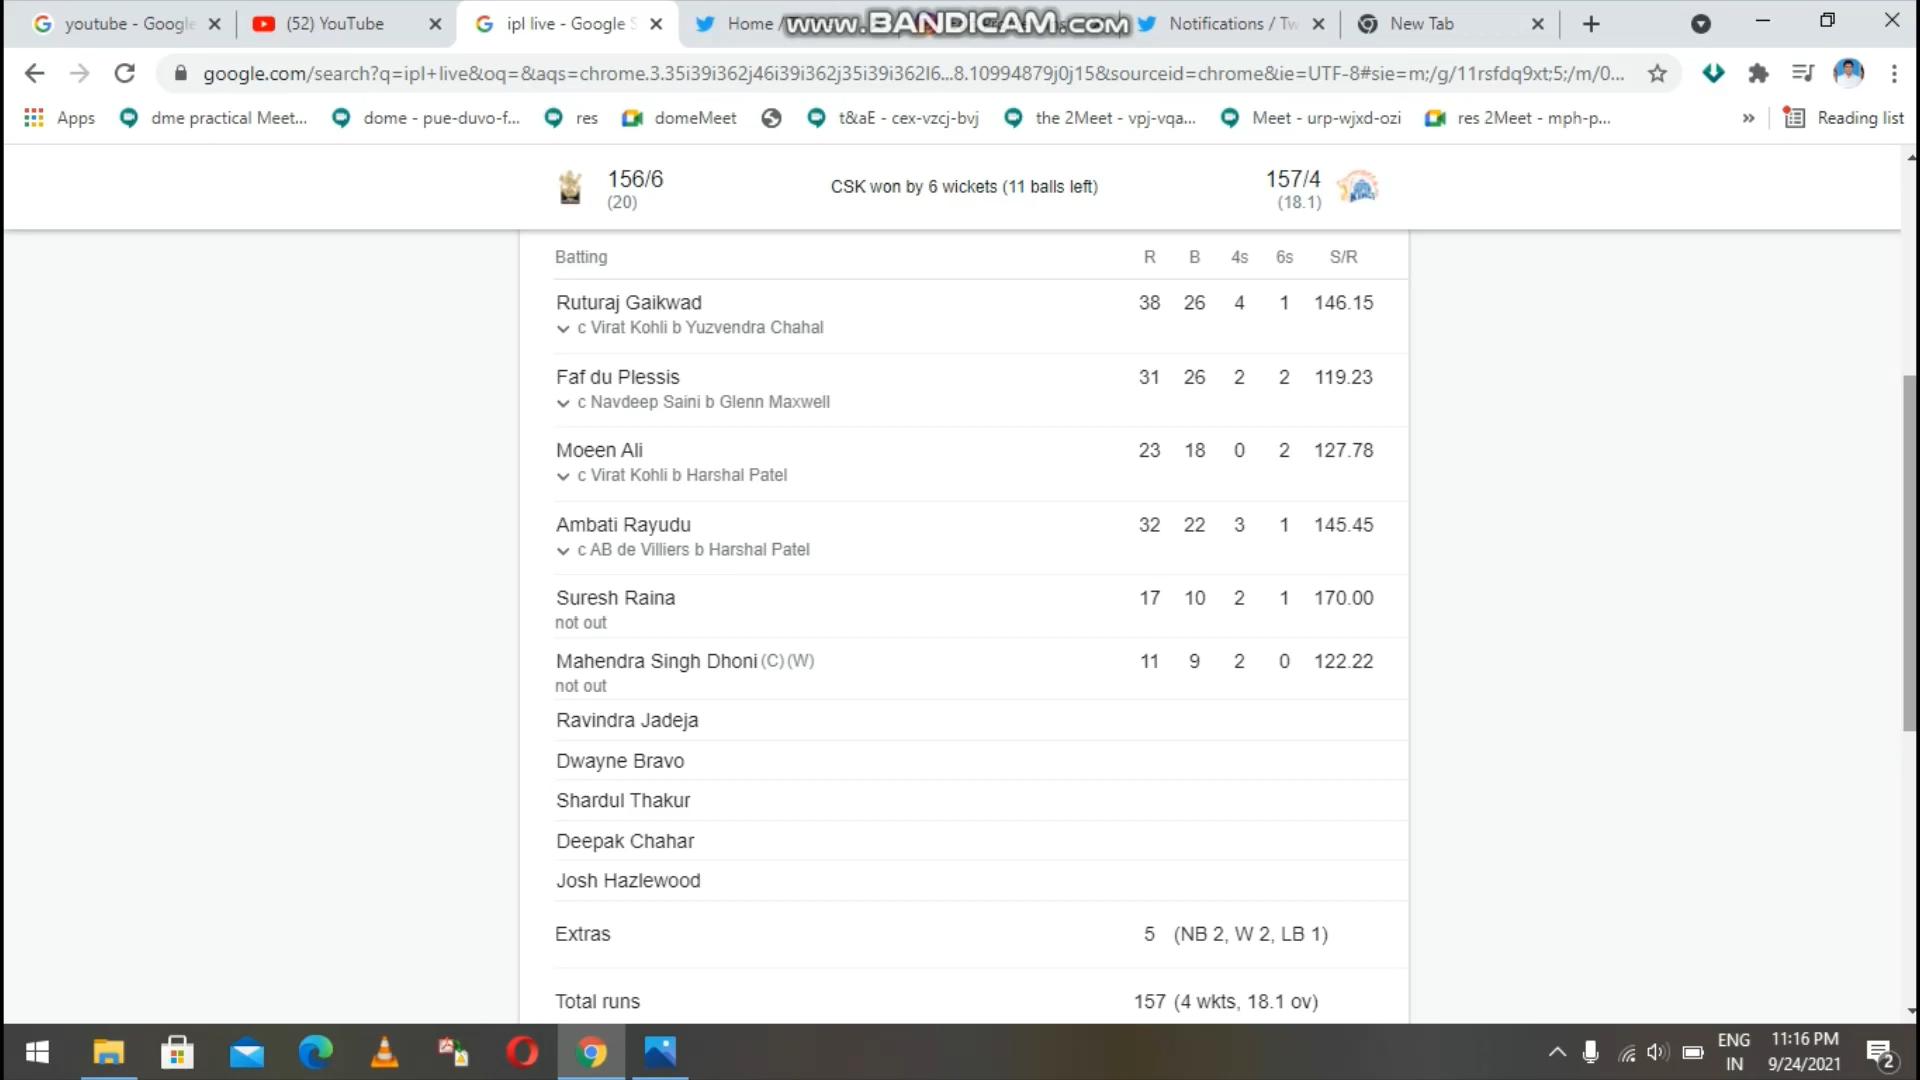 youtube - Google
(52) YouTube
ipl live - Google S
Home /
www.BANDICAM.com
Notifications / Tw
New Tab
google.com/search?q=ipl+live&oq=&aqs=chrome.3.35i39i362j46i39i362j35i39i362l6...8.10994879j0j15&sourceid=chrome&ie=UTF-8#sie=m;/g/11rsfdq9xt;5;/m/0...
Apps
dme practical Meet...
dome - pue-duvo-f...
res
domeMeet
t&aE - cex-vzcj-bvj
the 2Meet - vpj-vqa...
Meet - urp-wjxd-ozi
res 2Meet - mph-p...
»
Reading list
156/6
(20)
CSK won by 6 wickets (11 balls left)
157/4
(18.1)
Batting R B 4s 6s S/R
Ruturaj Gaikwad 38 26 4 1 146.15
c Virat Kohli b Yuzvendra Chahal
Faf du Plessis 31 26 2 2 119.23
c Navdeep Saini b Glenn Maxwell
Moeen Ali 23 18 0 2 127.78
c Virat Kohli b Harshal Patel
Ambati Rayudu 32 22 3 1 145.45
c AB de Villiers b Harshal Patel
Suresh Raina 17 10 2 1 170.00
not out
Mahendra Singh Dhoni (C) (W) 11 9 2 0 122.22
not out
Ravindra Jadeja
Dwayne Bravo
Shardul Thakur
Deepak Chahar
Josh Hazlewood
Extras 5 (NB 2, W 2, LB 1)
Total runs 157 (4 wkts, 18.1 ov)
ENG
IN
11:16 PM
9/24/2021
2